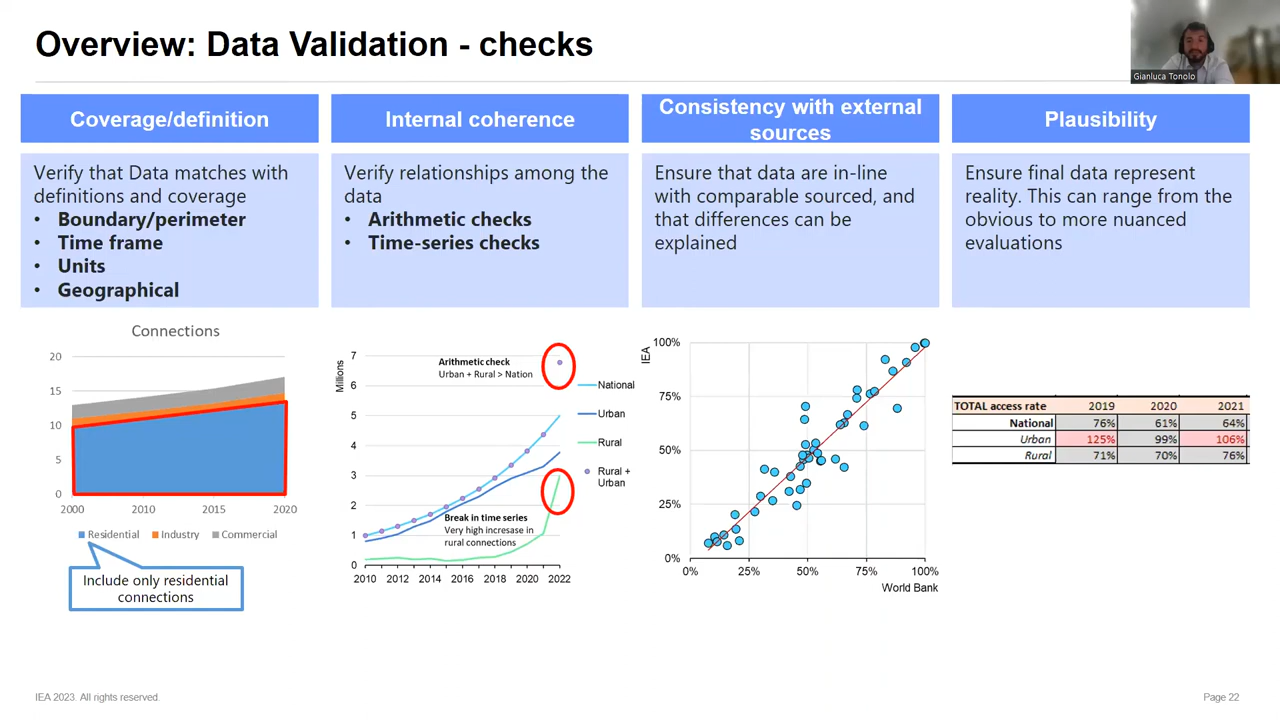 Overview: Data Validation - checks
Gianluca Tonolo
Coverage/definition
Verify that Data matches with
definitions and coverage
• Boundary/perimeter
• Time frame
• Units
• Geographical
Connections
20
15
10
5
0
2000 2010 2015 2020
Residential Industry Commercial
Include only residential
connections
Internal coherence
Verify relationships among the
data
• Arithmetic checks
• Time-series checks
Millions
7
6
5
4
3
2
1
0
Arithmetic check
Urban + Rural > Nation
Break in time series
Very high increase in
rural connections
2010 2012 2014 2016 2018 2020 2022
National
Urban
Rural
Rural +
Urban
Consistency with external
sources
Ensure that data are in-line
with comparable sourced, and
that differences can be
explained
IEA
100%
75%
50%
25%
0%
0% 25% 50% 75% 100%
World Bank
Plausibility
Ensure final data represent
reality. This can range from the
obvious to more nuanced
evaluations
TOTAL access rate 2019 2020 2021
National 76% 61% 64%
Urban 125% 99% 106%
Rural 71% 70% 76%
IEA 2023. All rights reserved.
Page 22